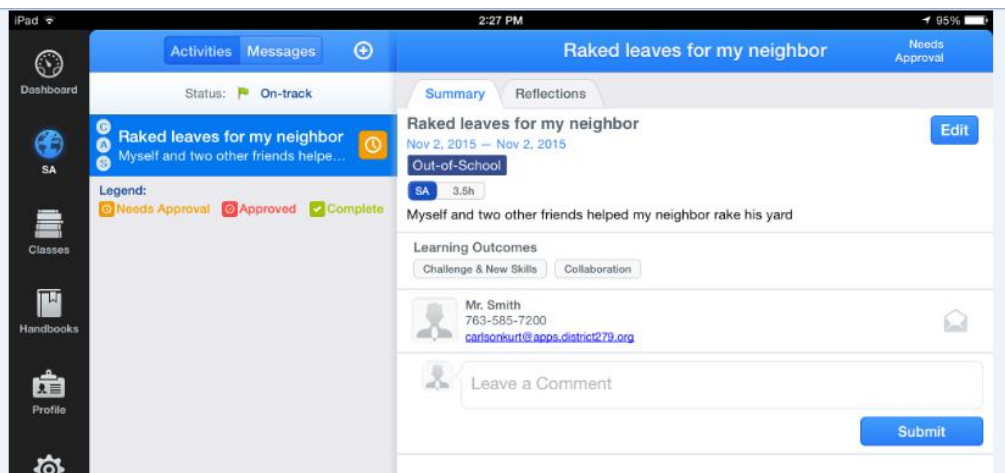 iPad 2:27 PM 95%
Dashboard
SA
Classes
Handbooks
Profile
Activities Messages
Status: On-track
C
A
S
Raked leaves for my neighbor
Myself and two other friends helpe...
Legend:
Needs Approval Approved Complete
Raked leaves for my neighbor
Needs
Approval
Summary Reflections
Raked leaves for my neighbor
Edit
Nov 2, 2015 — Nov 2, 2015
Out-of-School
SA 3.5h
Myself and two other friends helped my neighbor rake his yard
Learning Outcomes
Challenge & New Skills Collaboration
Mr. Smith
763-585-7200
carlsonkurt@apps.district279.org
Leave a Comment
Submit